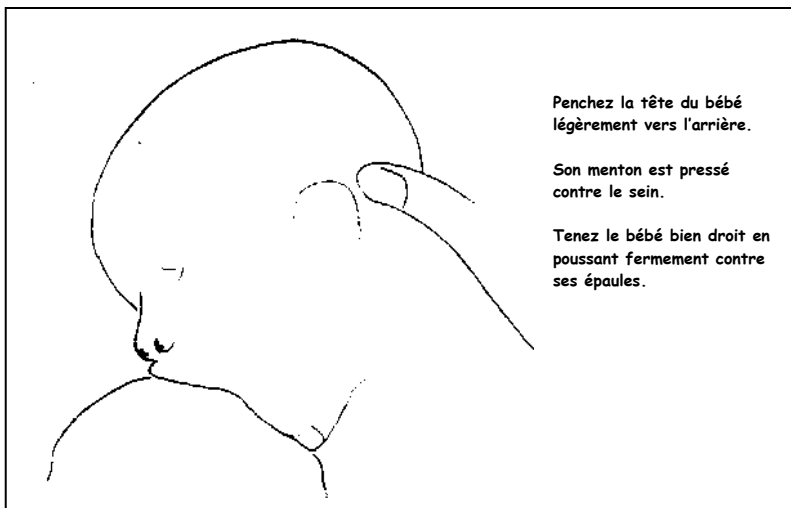 Penchez la tête du bébé
légèrement vers l'arrière.
Son menton est pressé
contre le sein.
Tenez le bébé bien droit en
poussant fermement contre
ses épaules.